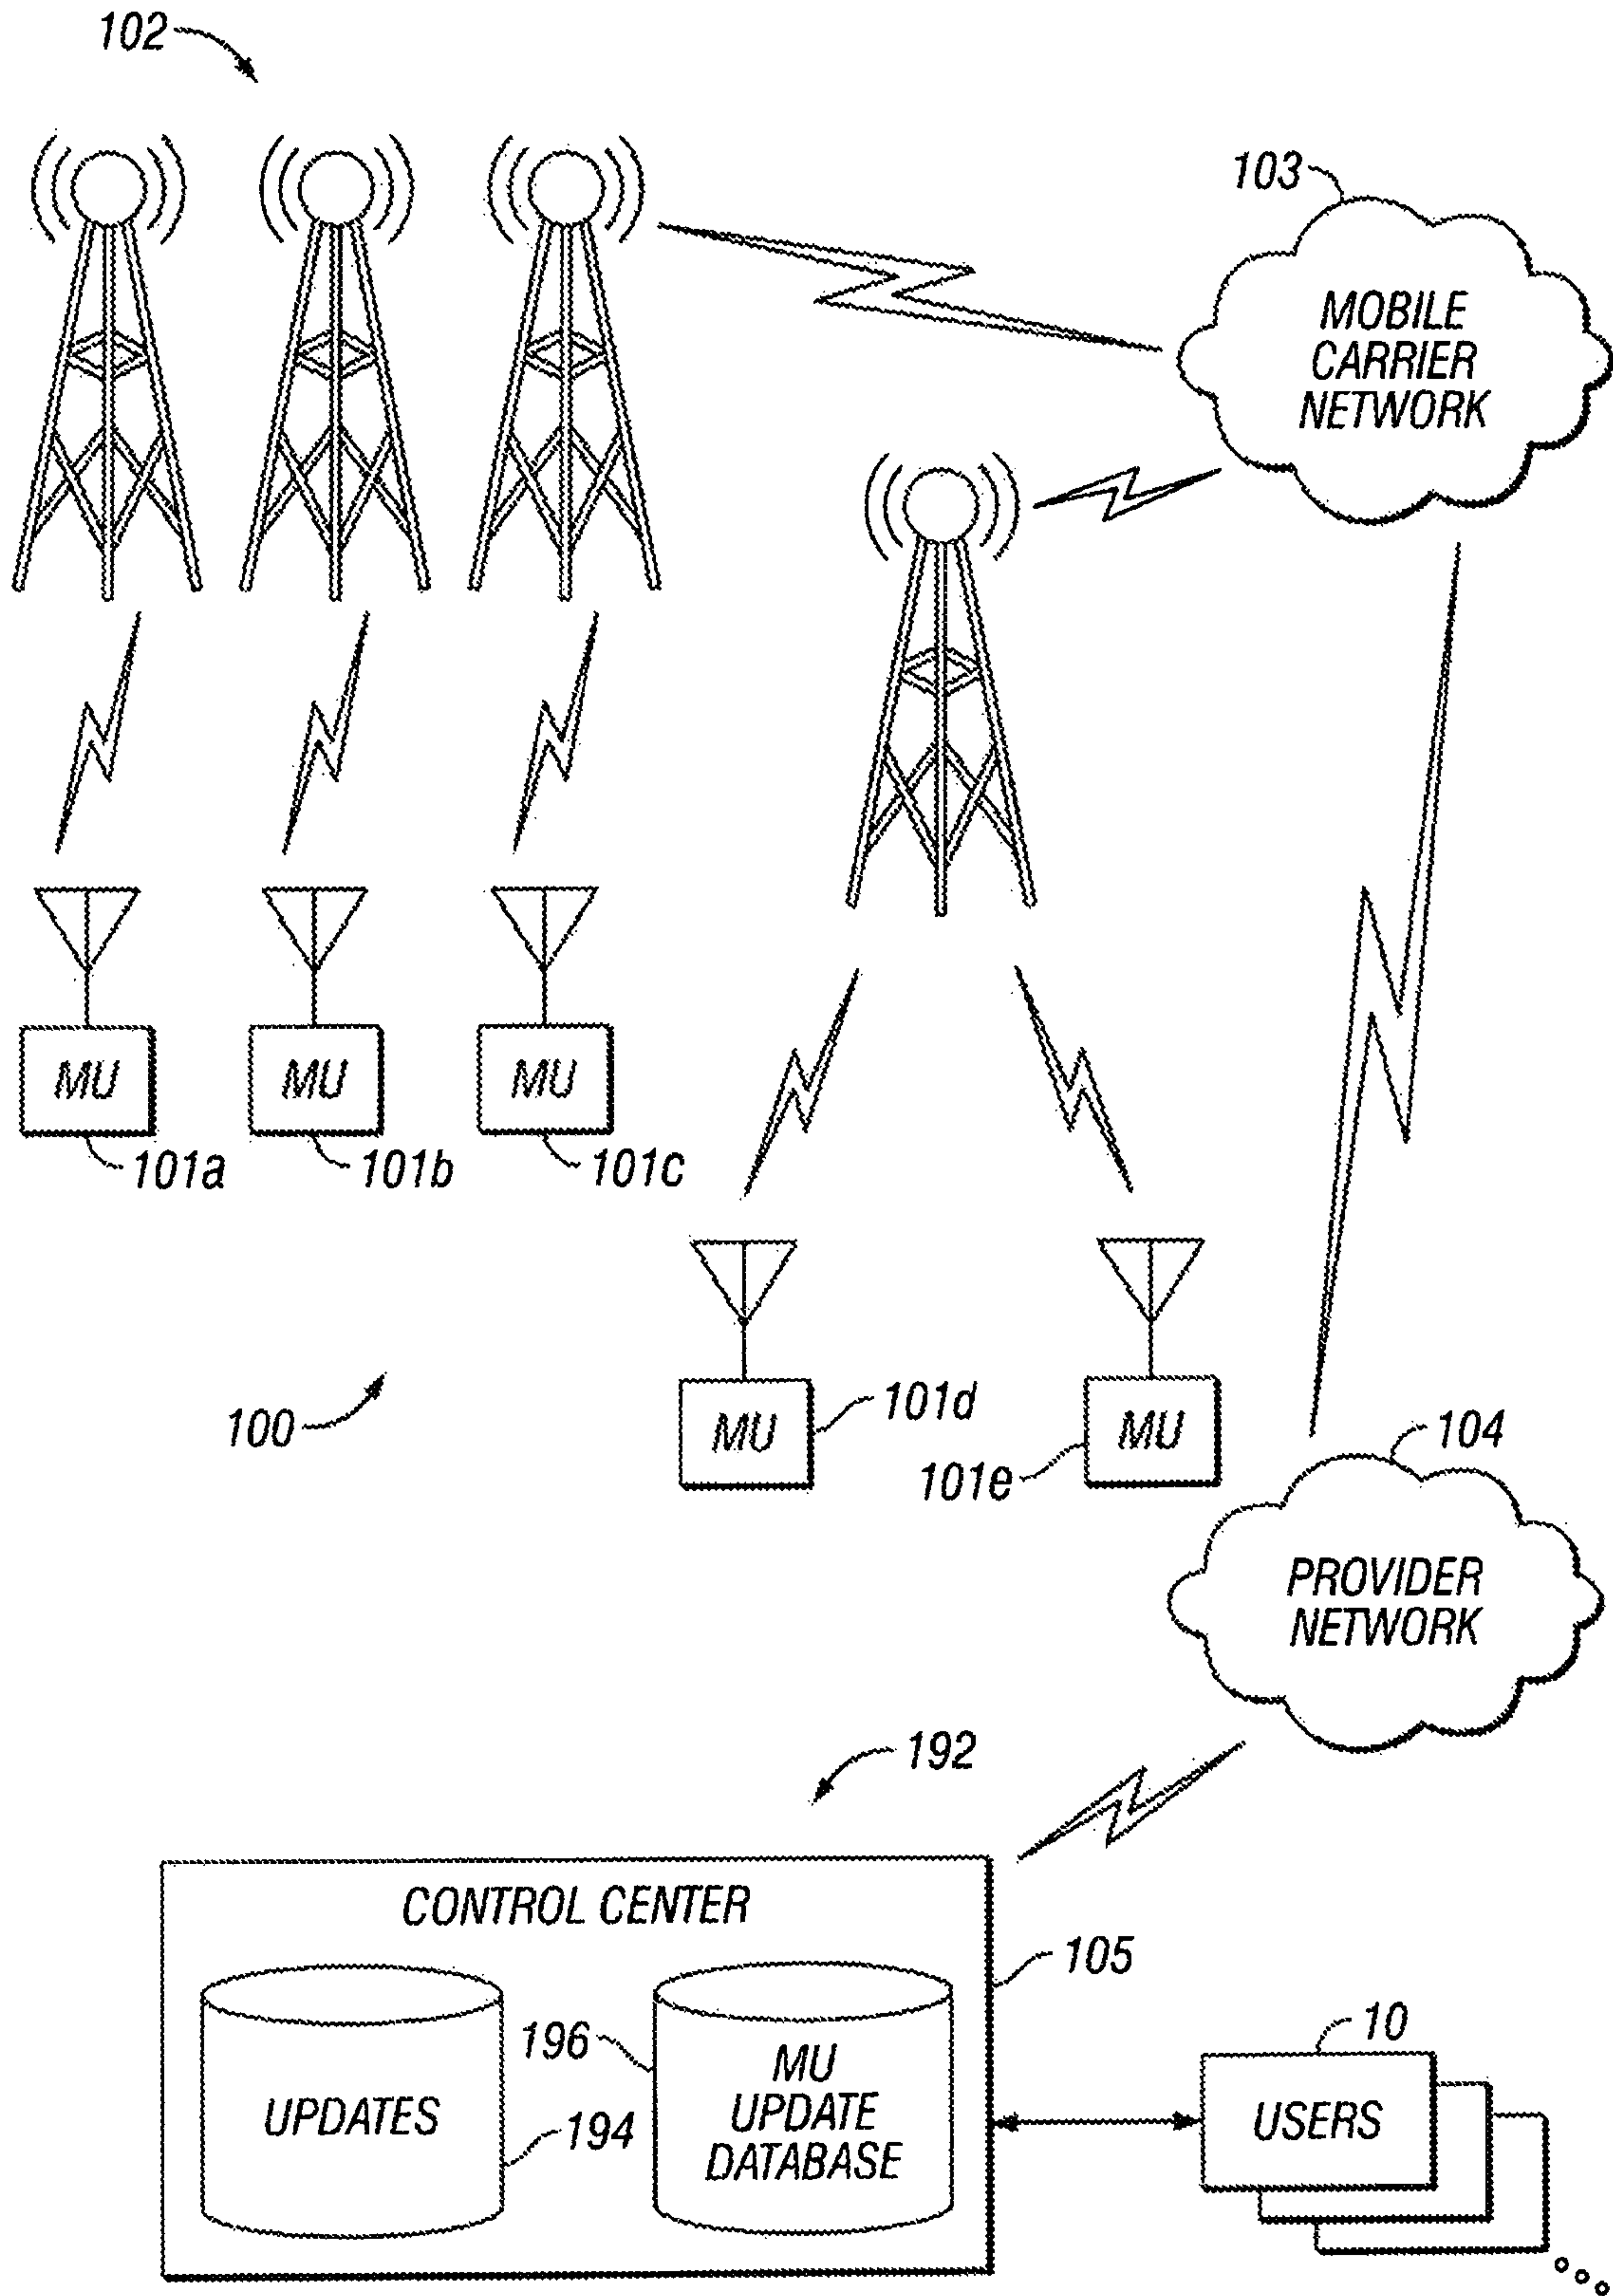 102
103
MOBILE
CARRIER
NETWORK
MU
MU
MU
101a
101b
101c
100
MU
101d
MU
101e
104
PROVIDER
NETWORK
192
CONTROL CENTER
105
UPDATES
194
196
MU
UPDATE
DATABASE
10
USERS